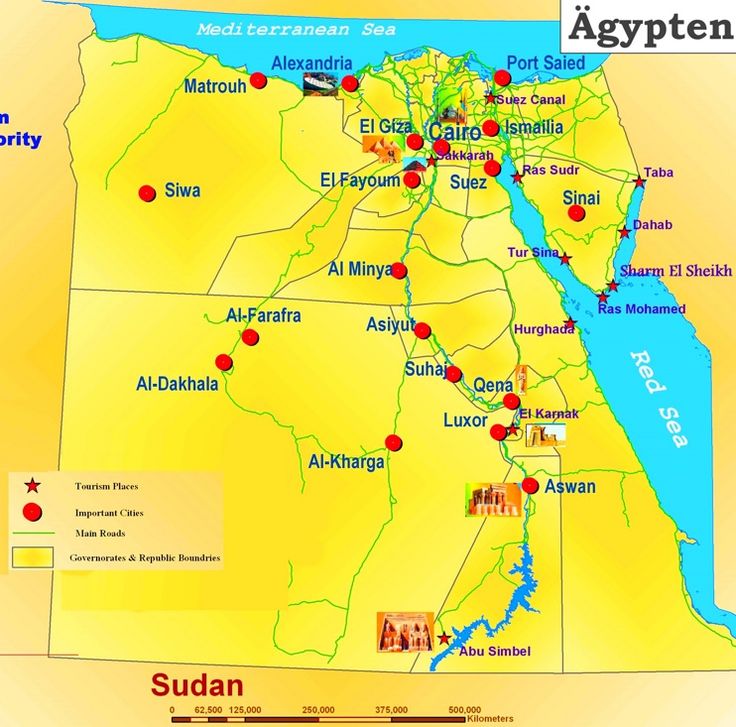 Ägypten
Mediterranean Sea
Alexandria
Port Saied
Matrouh
Suez Canal
ority
El Giza
Cairo
Ismailia
Sakkarah
El Fayoum
Suez
Ras Sudr
Taba
Siwa
Sinai
Dahab
Tur Sina
Al Minya
Sharm El Sheikh
Ras Mohamed
Al-Farafra
Asiyut
Hurghada
Suhaj
Al-Dakhala
Qena
Red Sea
El Karnak
Luxor
Al-Kharga
Aswan
Tourism Places
Important Cities
Main Roads
Governorates & Republic Boundries
Abu Simbel
Sudan
0 62,500 125,000 250,000 375,000 500,000
Kilometers